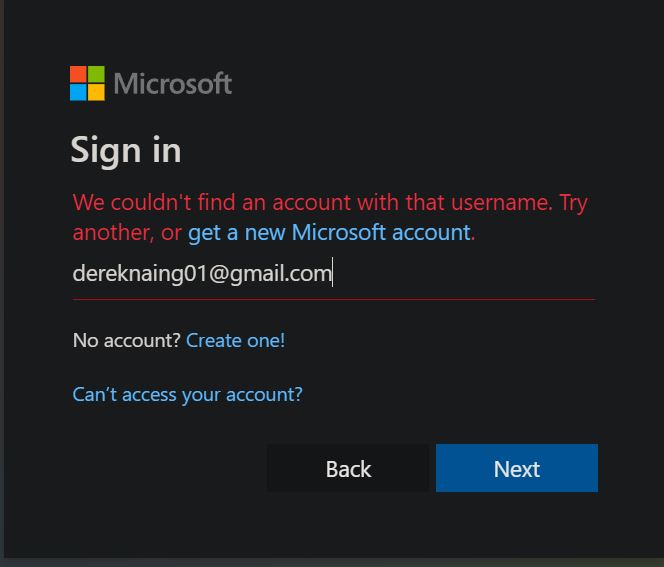 Microsoft
Sign in
We couldn't find an account with that username. Try
another, or get a new Microsoft account.
dereknaing01@gmail.com
No account? Create one!
Can’t access your account?
Back
Next